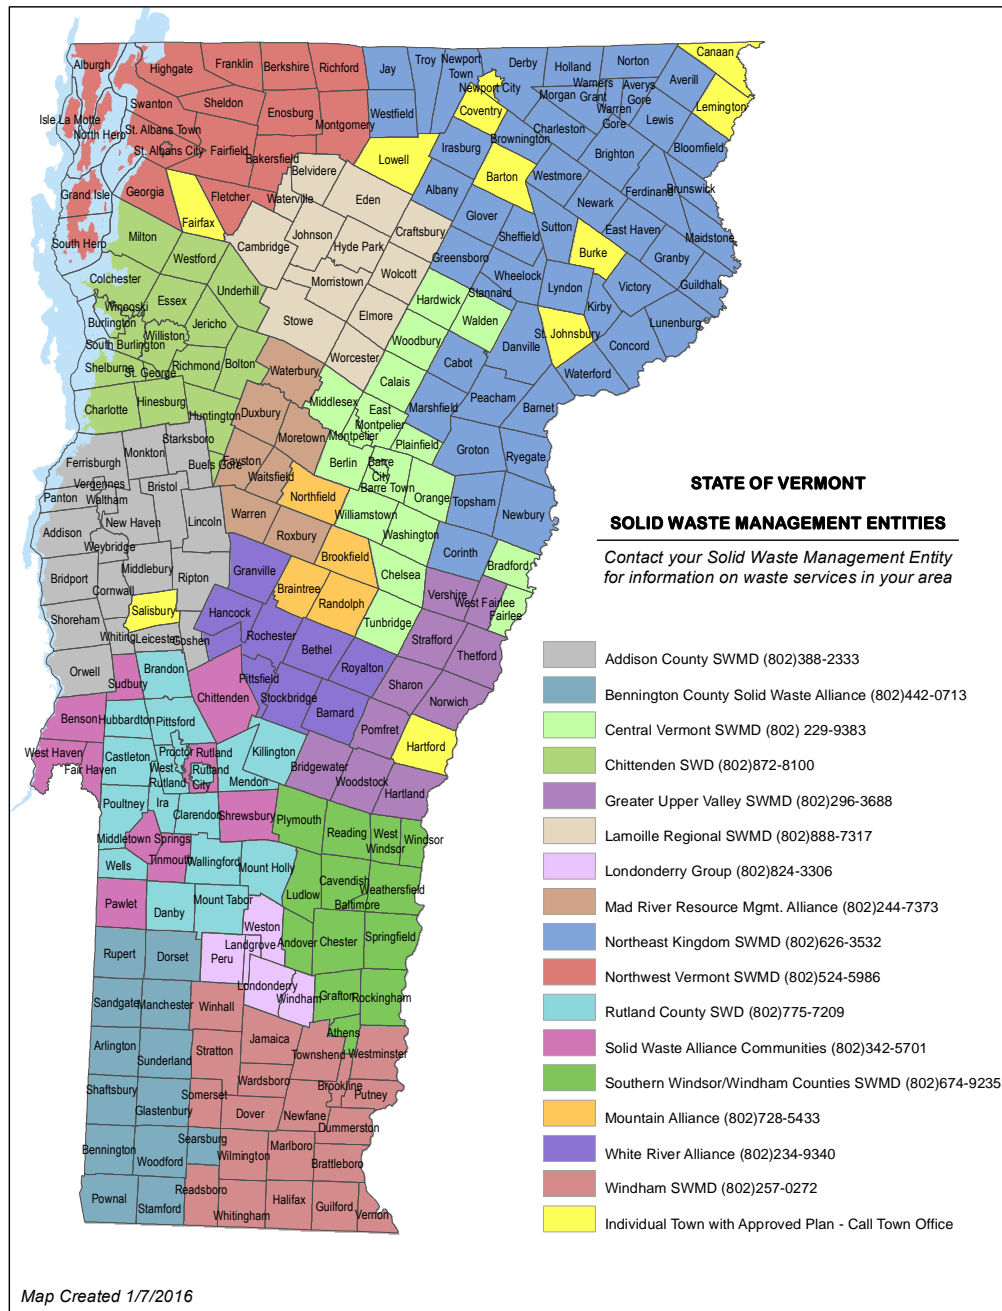 Canaan
Alburgh
Highgate
Franklin
Berkshire
Richford
Jay
Troy
Newport
Town
Derby
Holland
Norton
Averill
Newport City
Warners
Grant
Averys
Gore
Lemington
Isle La Motte
Swanton
Sheldon
Enosburg
Montgomery
Westfield
Coventry
Morgan
Warren
Gore
Lewis
North Hero
St. Albans Town
St. Albans City
Fairfield
Bakersfield
Lowell
Irasburg
Brownington
Charleston
Brighton
Bloomfield
Belvidere
Barton
Westmore
Ferdinand
Brunswick
Grand Isle
Georgia
Fairfax
Fletcher
Waterville
Eden
Albany
Newark
South Hero
Milton
Westford
Cambridge
Johnson
Hyde Park
Craftsbury
Glover
Sheffield
Sutton
East Haven
Maidstone
Greensboro
Burke
Granby
Colchester
Underhill
Morristown
Wolcott
Wheelock
Lyndon
Victory
Guildhall
Winooski
Essex
Hardwick
Stannard
Kirby
Burlington
Jericho
Stowe
Elmore
Walden
Lunenburg
South Burlington
Williston
Woodbury
Danville
St. Johnsbury
Concord
Shelburne
St. George
Richmond
Bolton
Waterbury
Worcester
Cabot
Waterford
Calais
Charlotte
Hinesburg
Huntington
Duxbury
Middlesex
East
Montpelier
Marshfield
Peacham
Barnet
Starksboro
Moretown
Montpelier
Plainfield
Ferrisburgh
Monkton
Buels Gore
Fayston
Berlin
Barre
City
Groton
Ryegate
Vergennes
Waitsfield
Barre Town
Panton
Waltham
Bristol
Northfield
Orange
Topsham
Newbury
Addison
New Haven
Lincoln
Warren
Williamstown
Washington
Weybridge
Roxbury
Brookfield
Corinth
Bradford
Bridport
Middlebury
Ripton
Granville
Chelsea
Cornwall
Braintree
Randolph
Vershire
West Fairlee
Fairlee
Shoreham
Salisbury
Hancock
Tunbridge
Strafford
Whiting
Leicester
Goshen
Rochester
Bethel
Thetford
Orwell
Sudbury
Brandon
Chittenden
Pittsfield
Royalton
Sharon
Norwich
Benson
Hubbardton
Pittsford
Stockbridge
Barnard
Pomfret
West Haven
Fair Haven
Castleton
Proctor
West
Rutland
Rutland
Rutland
City
Mendon
Killington
Bridgewater
Hartford
Woodstock
Hartland
Poultney
Ira
Clarendon
Shrewsbury
Plymouth
Reading
West
Windsor
Windsor
Middletown Springs
Tinmouth
Wallingford
Mount Holly
Wells
Ludlow
Cavendish
Baltimore
Weathersfield
Pawlet
Danby
Mount Tabor
Weston
Andover
Chester
Springfield
Rupert
Dorset
Peru
Landgrove
Londonderry
Windham
Grafton
Rockingham
Sandgate
Manchester
Winhall
Athens
Arlington
Sunderland
Stratton
Jamaica
Townshend
Westminster
Shaftsbury
Glastenbury
Somerset
Wardsboro
Brookline
Putney
Dover
Newfane
Dummerston
Bennington
Woodford
Searsburg
Wilmington
Marlboro
Brattleboro
Pownal
Stamford
Readsboro
Whitingham
Halifax
Guilford
Vernon
STATE OF VERMONT
SOLID WASTE MANAGEMENT ENTITIES
Contact your Solid Waste Management Entity
for information on waste services in your area
Addison County SWMD (802)388-2333
Bennington County Solid Waste Alliance (802)442-0713
Central Vermont SWMD (802) 229-9383
Chittenden SWD (802)872-8100
Greater Upper Valley SWMD (802)296-3688
Lamoille Regional SWMD (802)888-7317
Londonderry Group (802)824-3306
Mad River Resource Mgmt. Alliance (802)244-7373
Northeast Kingdom SWMD (802)626-3532
Northwest Vermont SWMD (802)524-5986
Rutland County SWD (802)775-7209
Solid Waste Alliance Communities (802)342-5701
Southern Windsor/Windham Counties SWMD (802)674-9235
Mountain Alliance (802)728-5433
White River Alliance (802)234-9340
Windham SWMD (802)257-0272
Individual Town with Approved Plan - Call Town Office
Map Created 1/7/2016